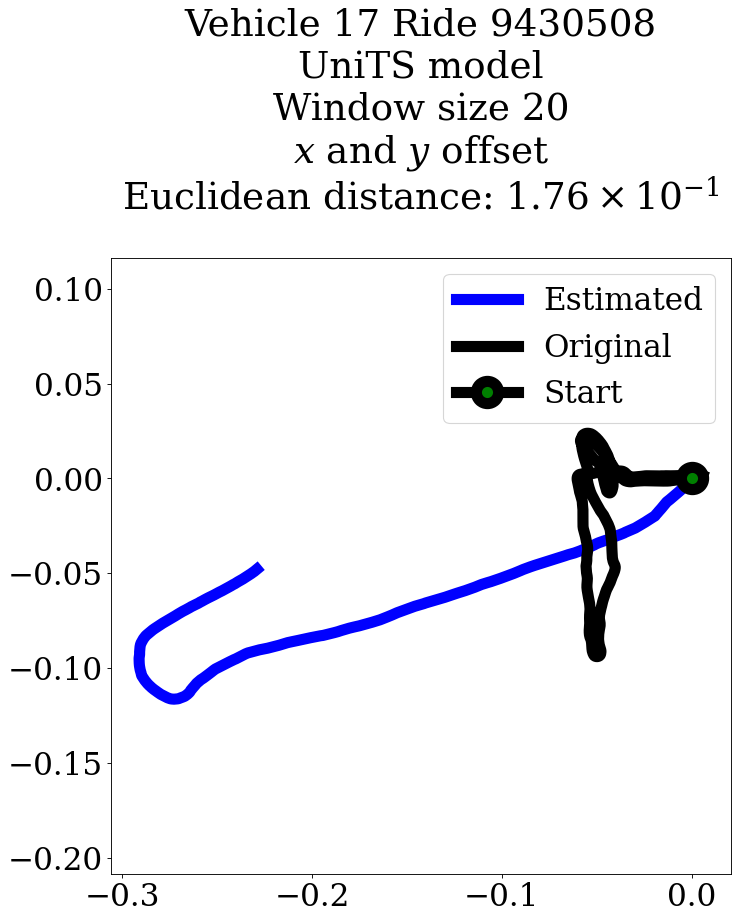 Vehicle 17 Ride 9430508
UniTS model
Window size 20
x and y offset
Euclidean distance: 1.76 × 10⁻¹
Estimated
Original
Start
0.10
0.05
0.00
−0.05
−0.10
−0.15
−0.20
−0.3 −0.2 −0.1 0.0